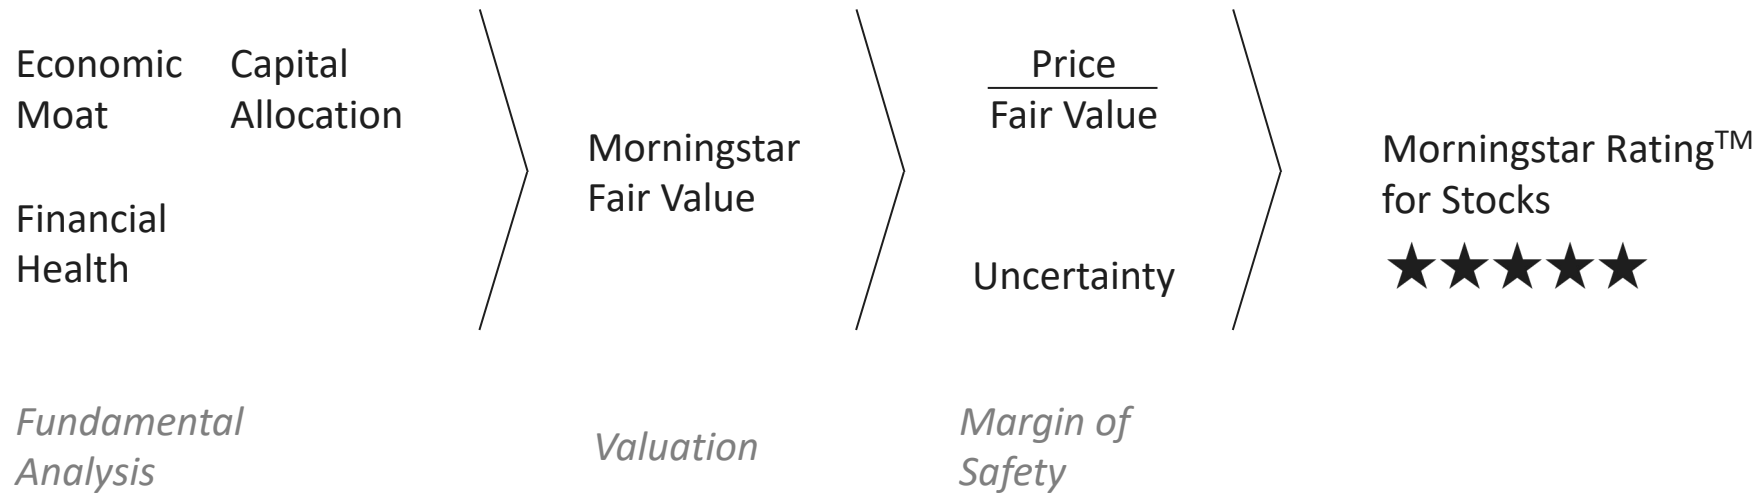 Economic
Moat
Capital
Allocation
Financial
Health
Morningstar
Fair Value
Price
Fair Value
Uncertainty
Morningstar Rating™
for Stocks
★★★★★
Fundamental
Analysis
Valuation
Margin of
Safety